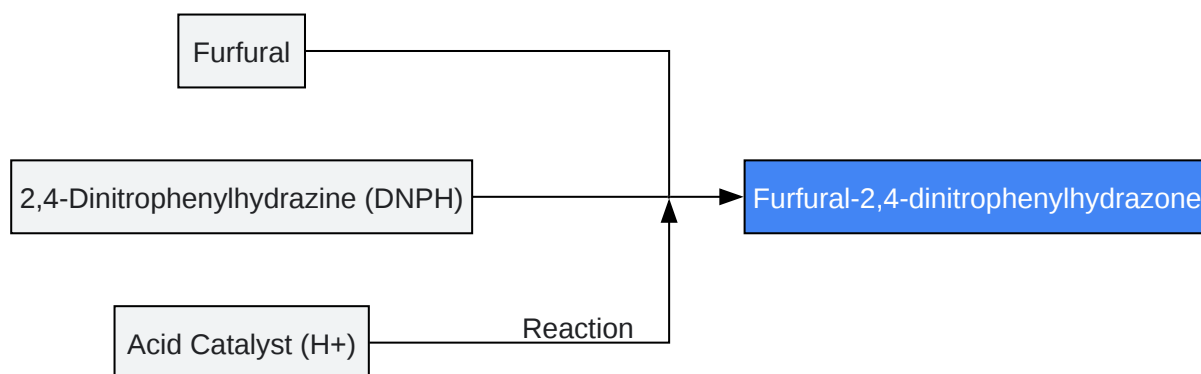 Furfural
2,4-Dinitrophenylhydrazine (DNPH)
Furfural-2,4-dinitrophenylhydrazone
Reaction
Acid Catalyst (H+)